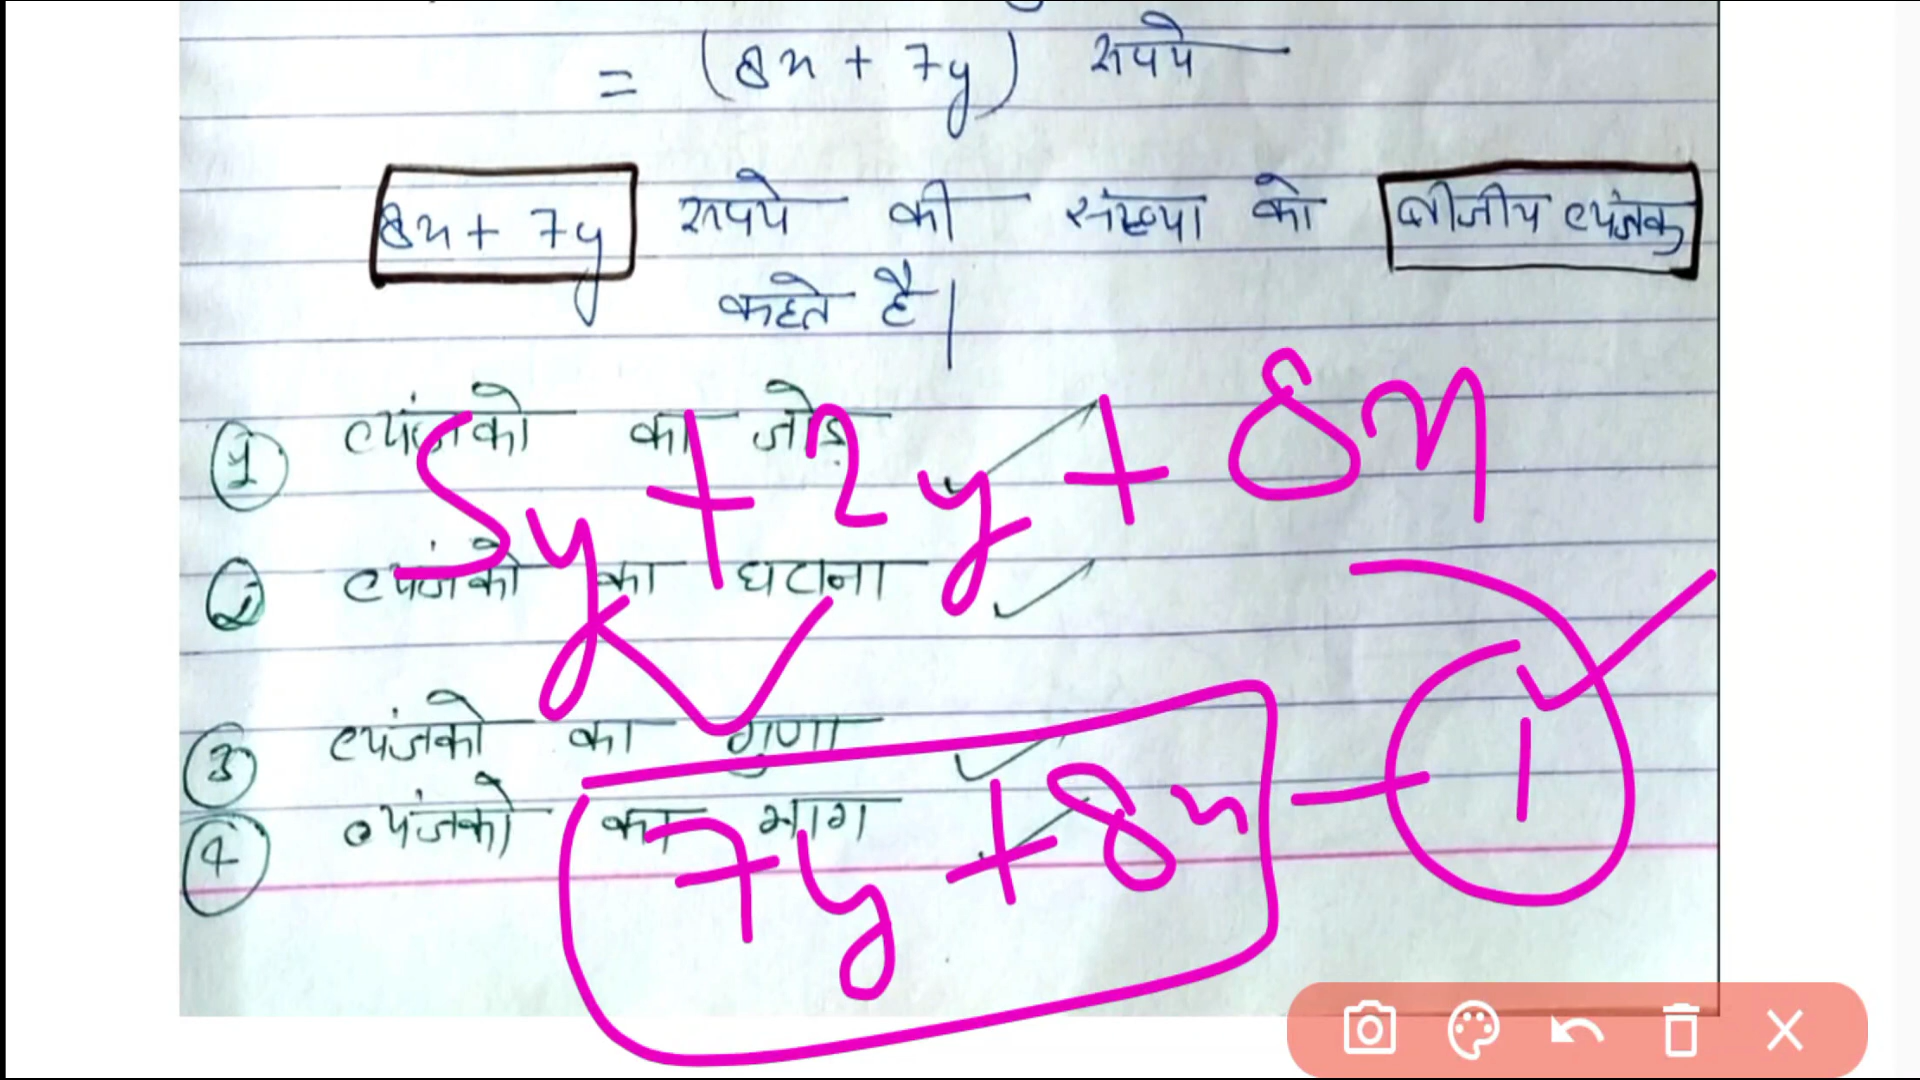 = (8x + 7y) रूपये
8x + 7y रूपये की संख्या को बीजीय व्यंजक
कहते है|
1 व्यंजको का जोड़
5y + 2y + 8x
2 व्यंजको का घटाना
3 व्यंजको का गुणा
4 व्यंजको का भाग
7y + 8x - 1